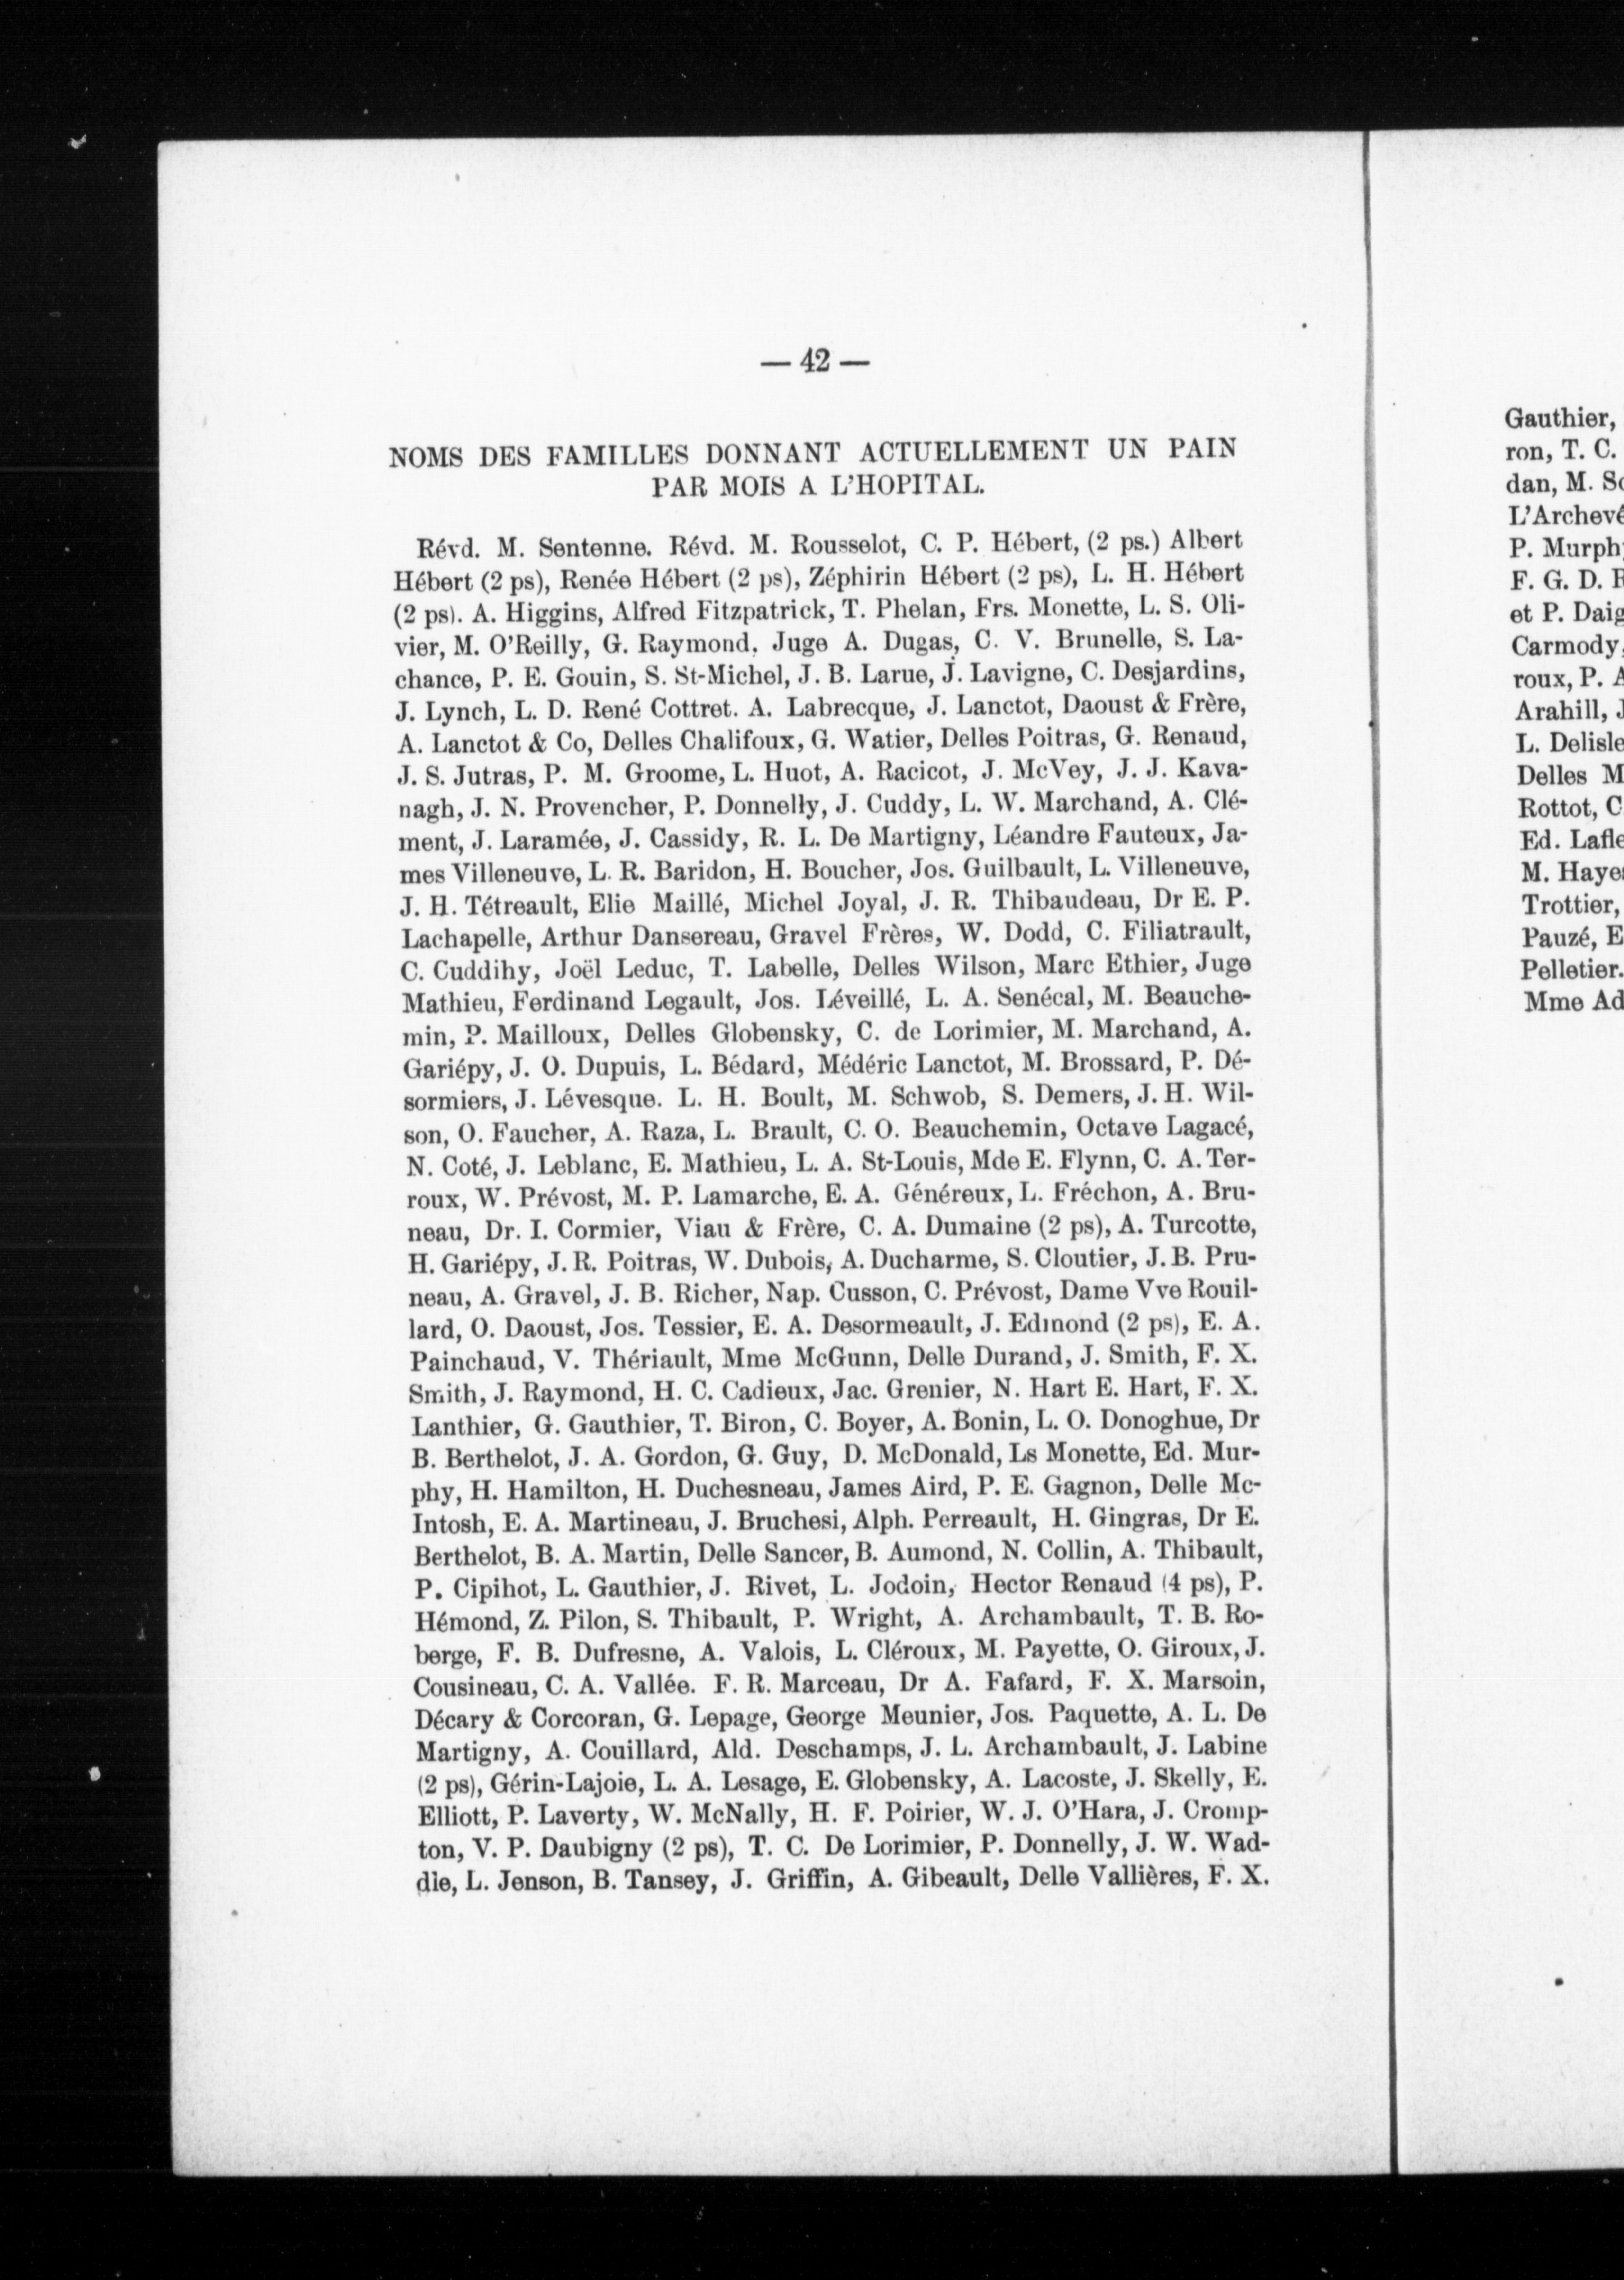 — 42 —
NOMS DES FAMILLES DONNANT ACTUELLEMENT UN PAIN
PAR MOIS A L'HOPITAL.
Révd. M. Sentenne. Révd. M. Rousselot, C. P. Hébert, (2 ps.) Albert
Hébert (2 ps), Renée Hébert (2 ps), Zéphirin Hébert (2 ps), L. H. Hébert
(2 ps). A. Higgins, Alfred Fitzpatrick, T. Phelan, Frs. Monette, L. S. Oli-
vier, M. O'Reilly, G. Raymond, Juge A. Dugas, C. V. Brunelle, S. La-
chance, P. E. Gouin, S. St-Michel, J. B. Larue, J. Lavigne, C. Desjardins,
J. Lynch, L. D. René Cottret. A. Labrecque, J. Lanctot, Daoust & Frère,
A. Lanctot & Co, Delles Chalifoux, G. Watier, Delles Poitras, G. Renaud,
J. S. Jutras, P. M. Groome, L. Huot, A. Racicot, J. McVey, J. J. Kava-
nagh, J. N. Provencher, P. Donnelly, J. Cuddy, L. W. Marchand, A. Clé-
ment, J. Laramée, J. Cassidy, R. L. De Martigny, Léandre Fauteux, Ja-
mes Villeneuve, L. R. Baridon, H. Boucher, Jos. Guilbault, L. Villeneuve,
J. H. Tétreault, Elie Maillé, Michel Joyal, J. R. Thibaudeau, Dr E. P.
Lachapelle, Arthur Dansereau, Gravel Frères, W. Dodd, C. Filiatrault,
C. Cuddihy, Joël Leduc, T. Labelle, Delles Wilson, Marc Ethier, Juge
Mathieu, Ferdinand Legault, Jos. Léveillé, L. A. Senécal, M. Beauche-
min, P. Mailloux, Delles Globensky, C. de Lorimier, M. Marchand, A.
Gariépy, J. O. Dupuis, L. Bédard, Médéric Lanctot, M. Brossard, P. Dé-
sormiers, J. Lévesque. L. H. Boult, M. Schwob, S. Demers, J. H. Wil-
son, O. Faucher, A. Raza, L. Brault, C. O. Beauchemin, Octave Lagacé,
N. Coté, J. Leblanc, E. Mathieu, L. A. St-Louis, Mde E. Flynn, C. A. Ter-
roux, W. Prévost, M. P. Lamarche, E. A. Généreux, L. Fréchon, A. Bru-
neau, Dr. I. Cormier, Viau & Frère, C. A. Dumaine (2 ps), A. Turcotte,
H. Gariépy, J. R. Poitras, W. Dubois, A. Ducharme, S. Cloutier, J. B. Pru-
neau, A. Gravel, J. B. Richer, Nap. Cusson, C. Prévost, Dame Vve Rouil-
lard, O. Daoust, Jos. Tessier, E. A. Desormeault, J. Edmond (2 ps), E. A.
Painchaud, V. Thériault, Mme McGunn, Delle Durand, J. Smith, F. X.
Smith, J. Raymond, H. C. Cadieux, Jac. Grenier, N. Hart E. Hart, F. X.
Lanthier, G. Gauthier, T. Biron, C. Boyer, A. Bonin, L. O. Donoghue, Dr
B. Berthelot, J. A. Gordon, G. Guy, D. McDonald, Ls Monette, Ed. Mur-
phy, H. Hamilton, H. Duchesneau, James Aird, P. E. Gagnon, Delle Mc-
Intosh, E. A. Martineau, J. Bruchesi, Alph. Perreault, H. Gingras, Dr E.
Berthelot, B. A. Martin, Delle Sancer, B. Aumond, N. Collin, A. Thibault,
P. Cipihot, L. Gauthier, J. Rivet, L. Jodoin, Hector Renaud (4 ps), P.
Hémond, Z. Pilon, S. Thibault, P. Wright, A. Archambault, T. B. Ro-
berge, F. B. Dufresne, A. Valois, L. Cléroux, M. Payette, O. Giroux, J.
Cousineau, C. A. Vallée. F. R. Marceau, Dr A. Fafard, F. X. Marsoin,
Décary & Corcoran, G. Lepage, George Meunier, Jos. Paquette, A. L. De
Martigny, A. Couillard, Ald. Deschamps, J. L. Archambault, J. Labine
(2 ps), Gérin-Lajoie, L. A. Lesage, E. Globensky, A. Lacoste, J. Skelly, E.
Elliott, P. Laverty, W. McNally, H. F. Poirier, W. J. O'Hara, J. Cromp-
ton, V. P. Daubigny (2 ps), T. C. De Lorimier, P. Donnelly, J. W. Wad-
die, L. Jenson, B. Tansey, J. Griffin, A. Gibeault, Delle Vallières, F. X.
Gauthier,
ron, T. C.
dan, M.
L'Archevé
P. Murph
F. G. D.
et P. Daig
Carmody,
roux, P.
Arahill,
L. Delisle
Delles M
Rottot, C
Ed. Lafle
M. Haye
Trottier,
Pauzé, E
Pelletier.
Mme Ad